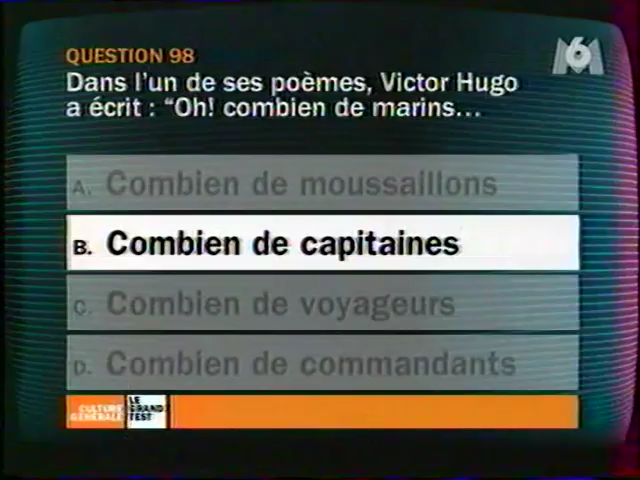 QUESTION 98
M6
Dans l'un de ses poèmes, Victor Hugo
a écrit : "Oh! combien de marins...
A. Combien de moussaillons
B. Combien de capitaines
C. Combien de voyageurs
D. Combien de commandants
CULTURE
GÉNÉRALE
LE
GRAND
TEST